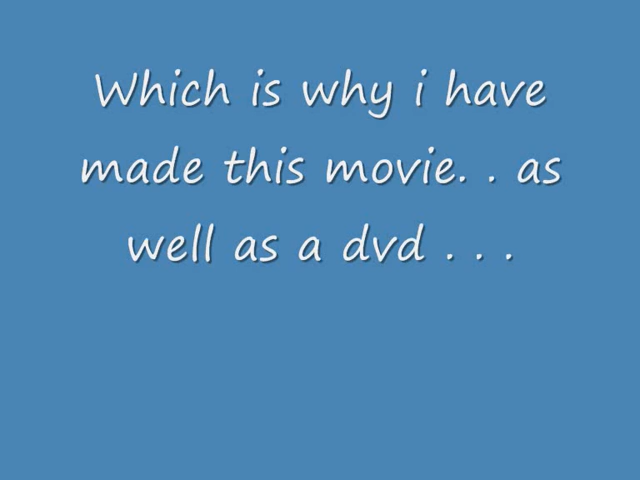 Which is why i have
made this movie. . as
well as a dvd . . .